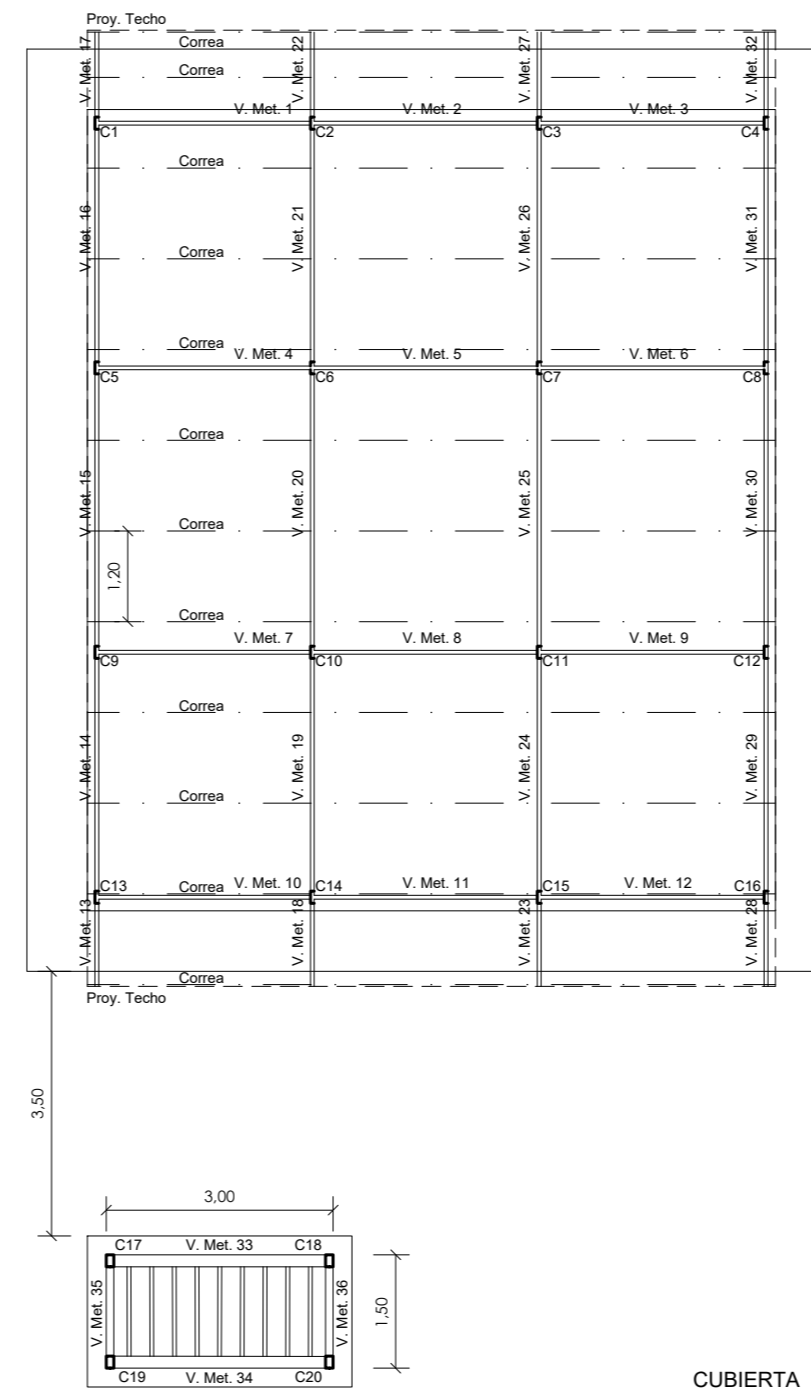 Proy. Techo
V. Met. 17
Correa
V. Met. 22
V. Met. 27
V. Met. 32
Correa
V. Met. 1
V. Met. 2
V. Met. 3
C1
C2
C3
C4
Correa
V. Met. 16
V. Met. 21
V. Met. 26
V. Met. 31
Correa
Correa
V. Met. 4
V. Met. 5
V. Met. 6
C5
C6
C7
C8
Correa
V. Met. 15
V. Met. 20
V. Met. 25
V. Met. 30
Correa
1,20
Correa
V. Met. 7
V. Met. 8
V. Met. 9
C9
C10
C11
C12
Correa
V. Met. 14
V. Met. 19
V. Met. 24
V. Met. 29
Correa
C13
Correa
V. Met. 10
C14
V. Met. 11
C15
V. Met. 12
C16
V. Met. 13
V. Met. 18
V. Met. 23
V. Met. 28
Correa
Proy. Techo
3,50
3,00
C17
V. Met. 33
C18
V. Met. 35
V. Met. 36
1,50
C19
V. Met. 34
C20
CUBIERTA